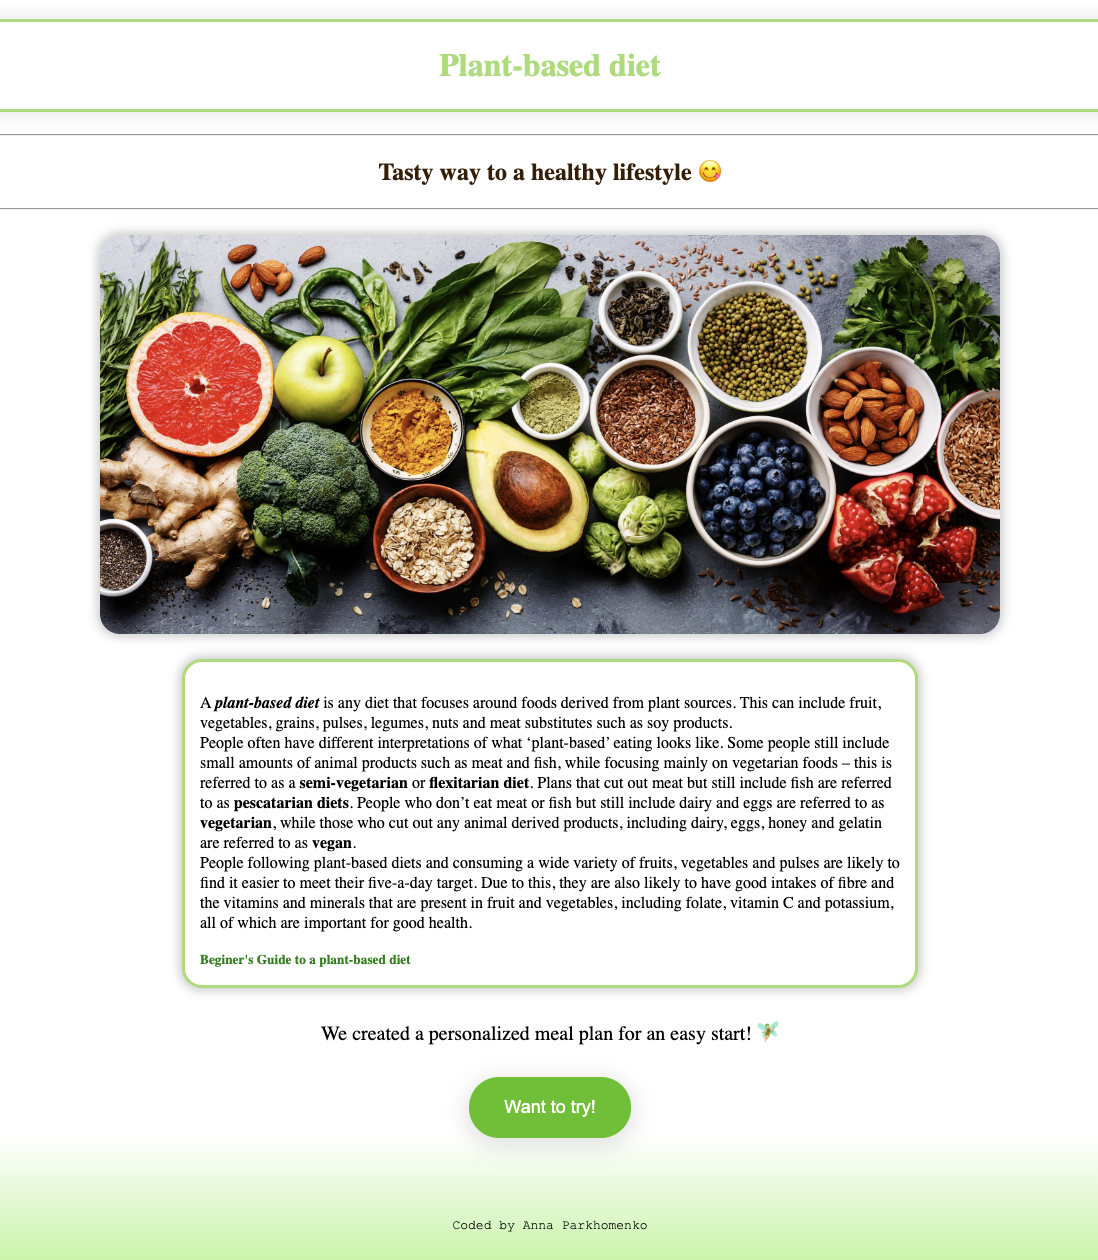 Plant-based diet
Tasty way to a healthy lifestyle 😋
A plant-based diet is any diet that focuses around foods derived from plant sources. This can include fruit,
vegetables, grains, pulses, legumes, nuts and meat substitutes such as soy products.
People often have different interpretations of what ‘plant-based’ eating looks like. Some people still include
small amounts of animal products such as meat and fish, while focusing mainly on vegetarian foods – this is
referred to as a semi-vegetarian or flexitarian diet. Plans that cut out meat but still include fish are referred
to as pescatarian diets. People who don’t eat meat or fish but still include dairy and eggs are referred to as
vegetarian, while those who cut out any animal derived products, including dairy, eggs, honey and gelatin
are referred to as vegan.
People following plant-based diets and consuming a wide variety of fruits, vegetables and pulses are likely to
find it easier to meet their five-a-day target. Due to this, they are also likely to have good intakes of fibre and
the vitamins and minerals that are present in fruit and vegetables, including folate, vitamin C and potassium,
all of which are important for good health.
Beginer's Guide to a plant-based diet
We created a personalized meal plan for an easy start! 🧚
Want to try!
Coded by Anna Parkhomenko